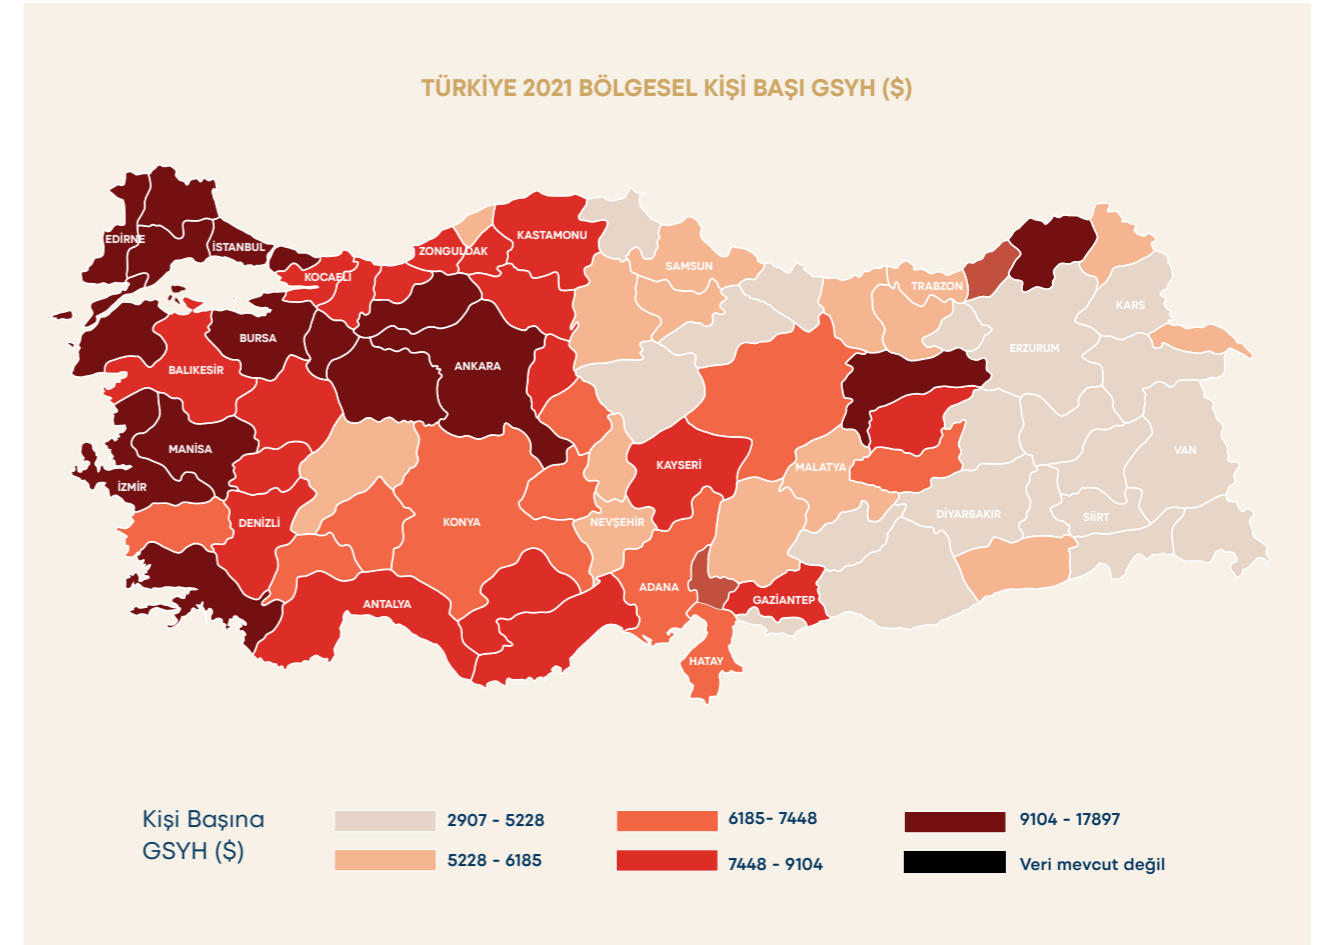 TÜRKİYE 2021 BÖLGESEL KİŞİ BAŞI GSYH ($)
EDİRNE
İSTANBUL
KOCAELİ
ZONGULDAK
KASTAMONU
SAMSUN
TRABZON
KARS
BURSA
BALIKESİR
ANKARA
ERZURUM
MANİSA
İZMİR
KAYSERİ
MALATYA
VAN
DENİZLİ
KONYA
NEVŞEHİR
DİYARBAKIR
SİİRT
ANTALYA
ADANA
GAZİANTEP
HATAY
Kişi Başına
GSYH ($)
2907 - 5228
5228 - 6185
6185- 7448
7448 - 9104
9104 - 17897
Veri mevcut değil